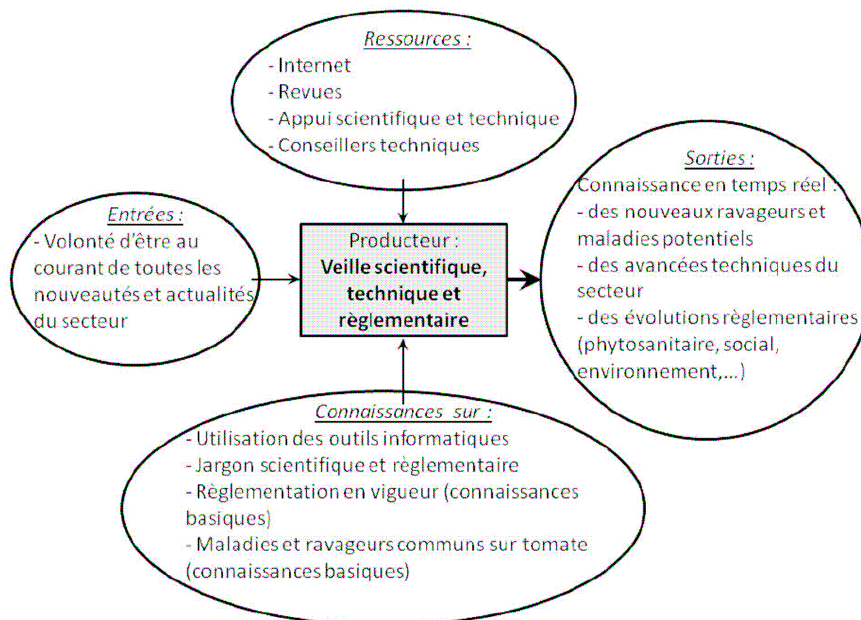 Ressources :
- Internet
- Revues
- Appui scientifique et technique
- Conseillers techniques
Entrées :
- Volonté d'être au
courant de toutes les
nouveautés et actualités
du secteur
Producteur :
Veille scientifique,
technique et
règlementaire
Sorties :
Connaissance en temps réel :
- des nouveaux ravageurs et
maladies potentiels
- des avancées techniques du
secteur
- des évolutions règlementaires
(phytosanitaire, social,
environnement,...)
Connaissances sur :
- Utilisation des outils informatiques
- Jargon scientifique et règlementaire
- Règlementation en vigueur (connaissances
basiques)
- Maladies et ravageurs communs sur tomate
(connaissances basiques)